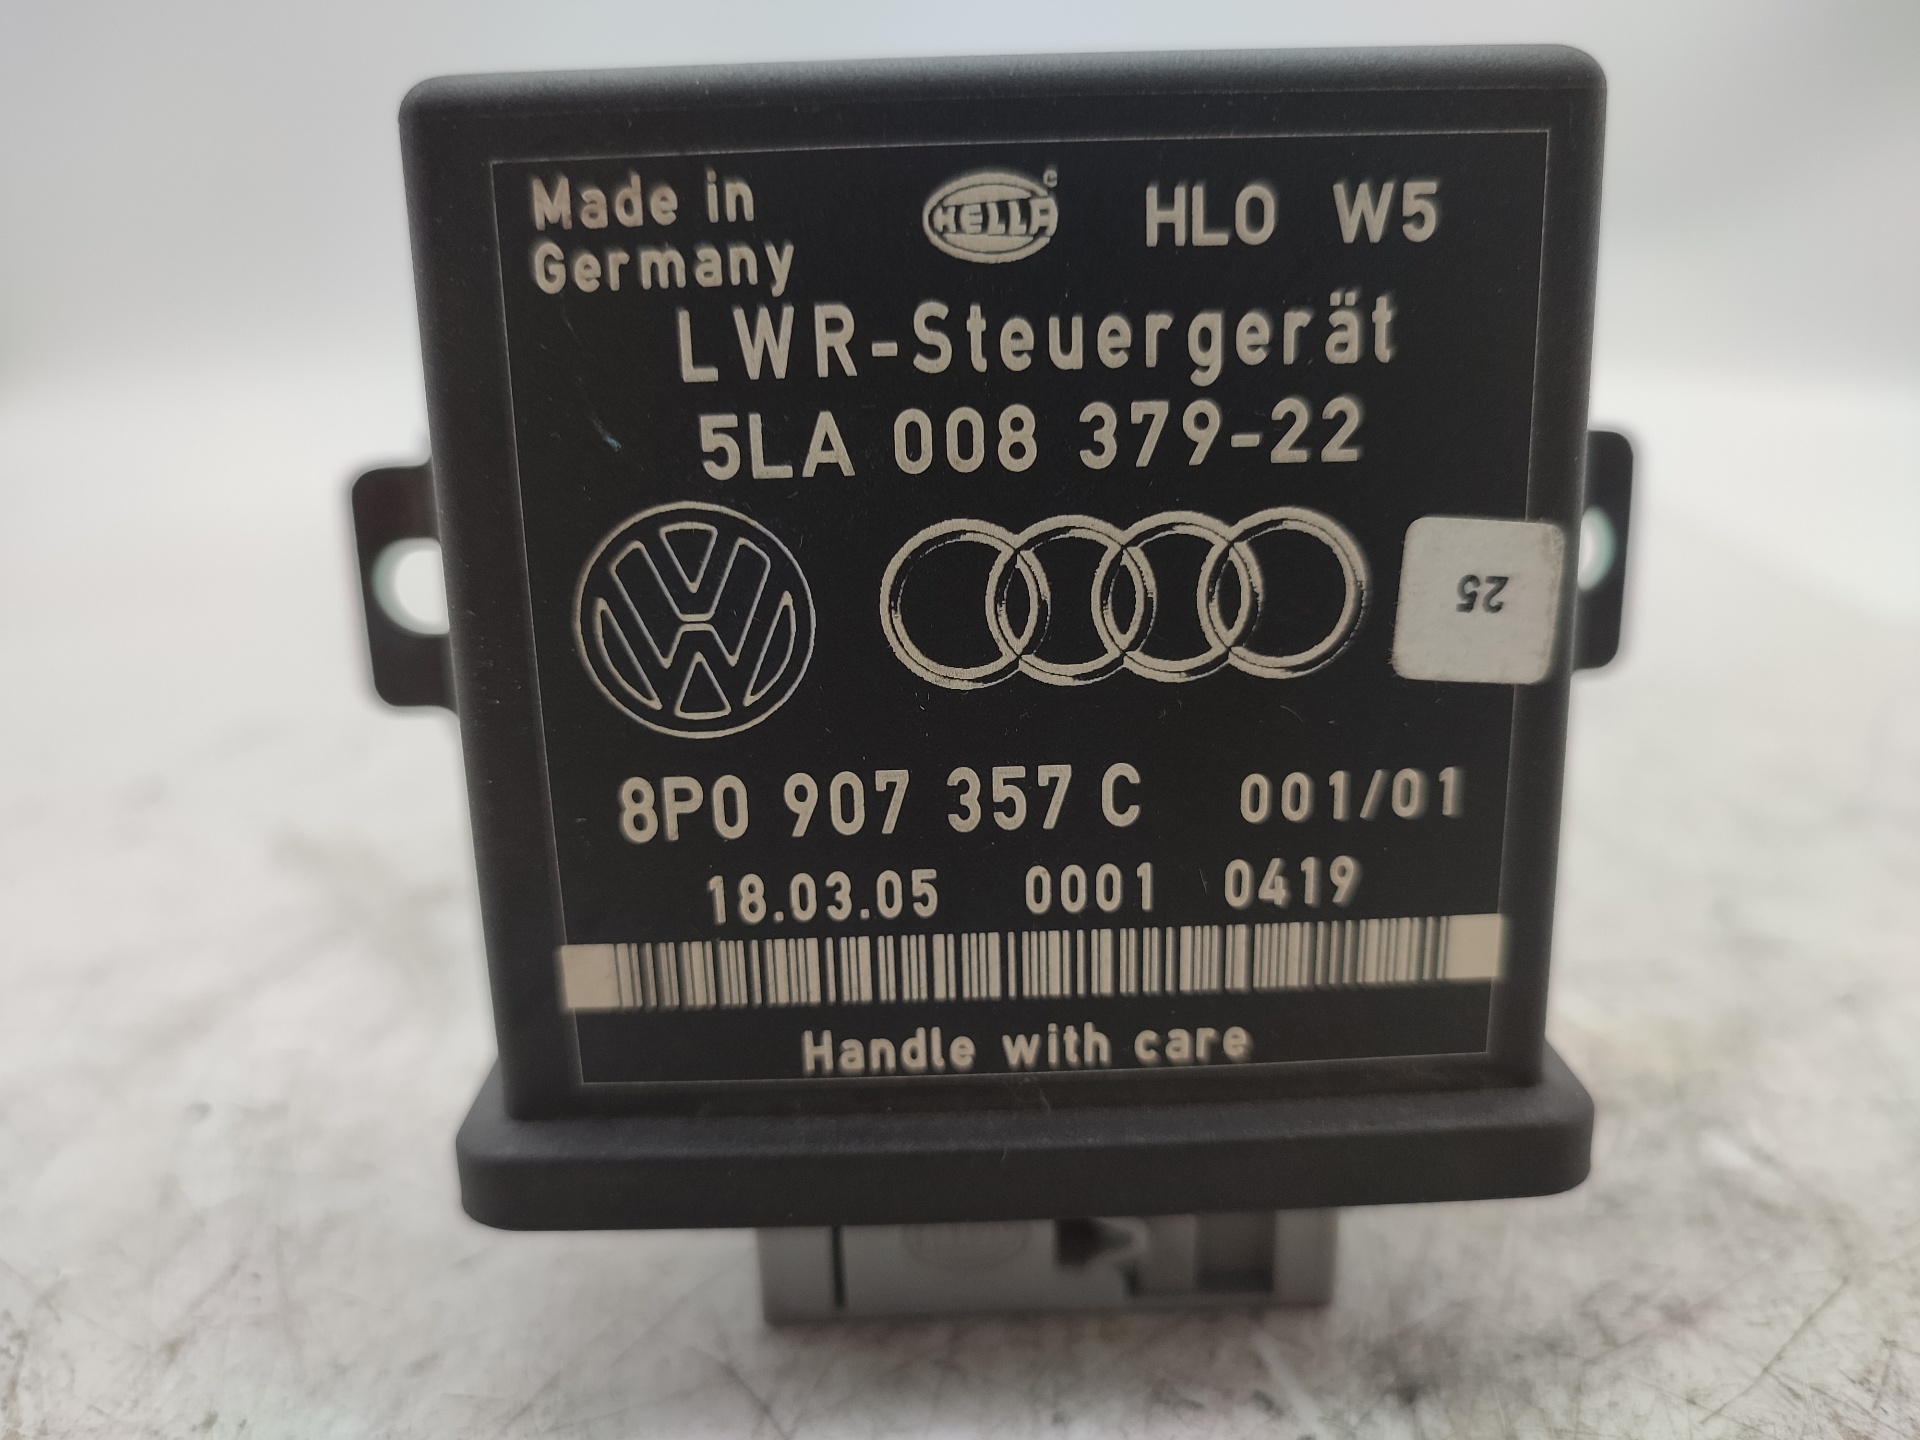 Made in
Germany
HELLA
HLO W5
LWR-Steuergerät
5LA 008 379-22
25
8P0 907 357 C 001/01
18.03.05 0001 0419
Handle with care